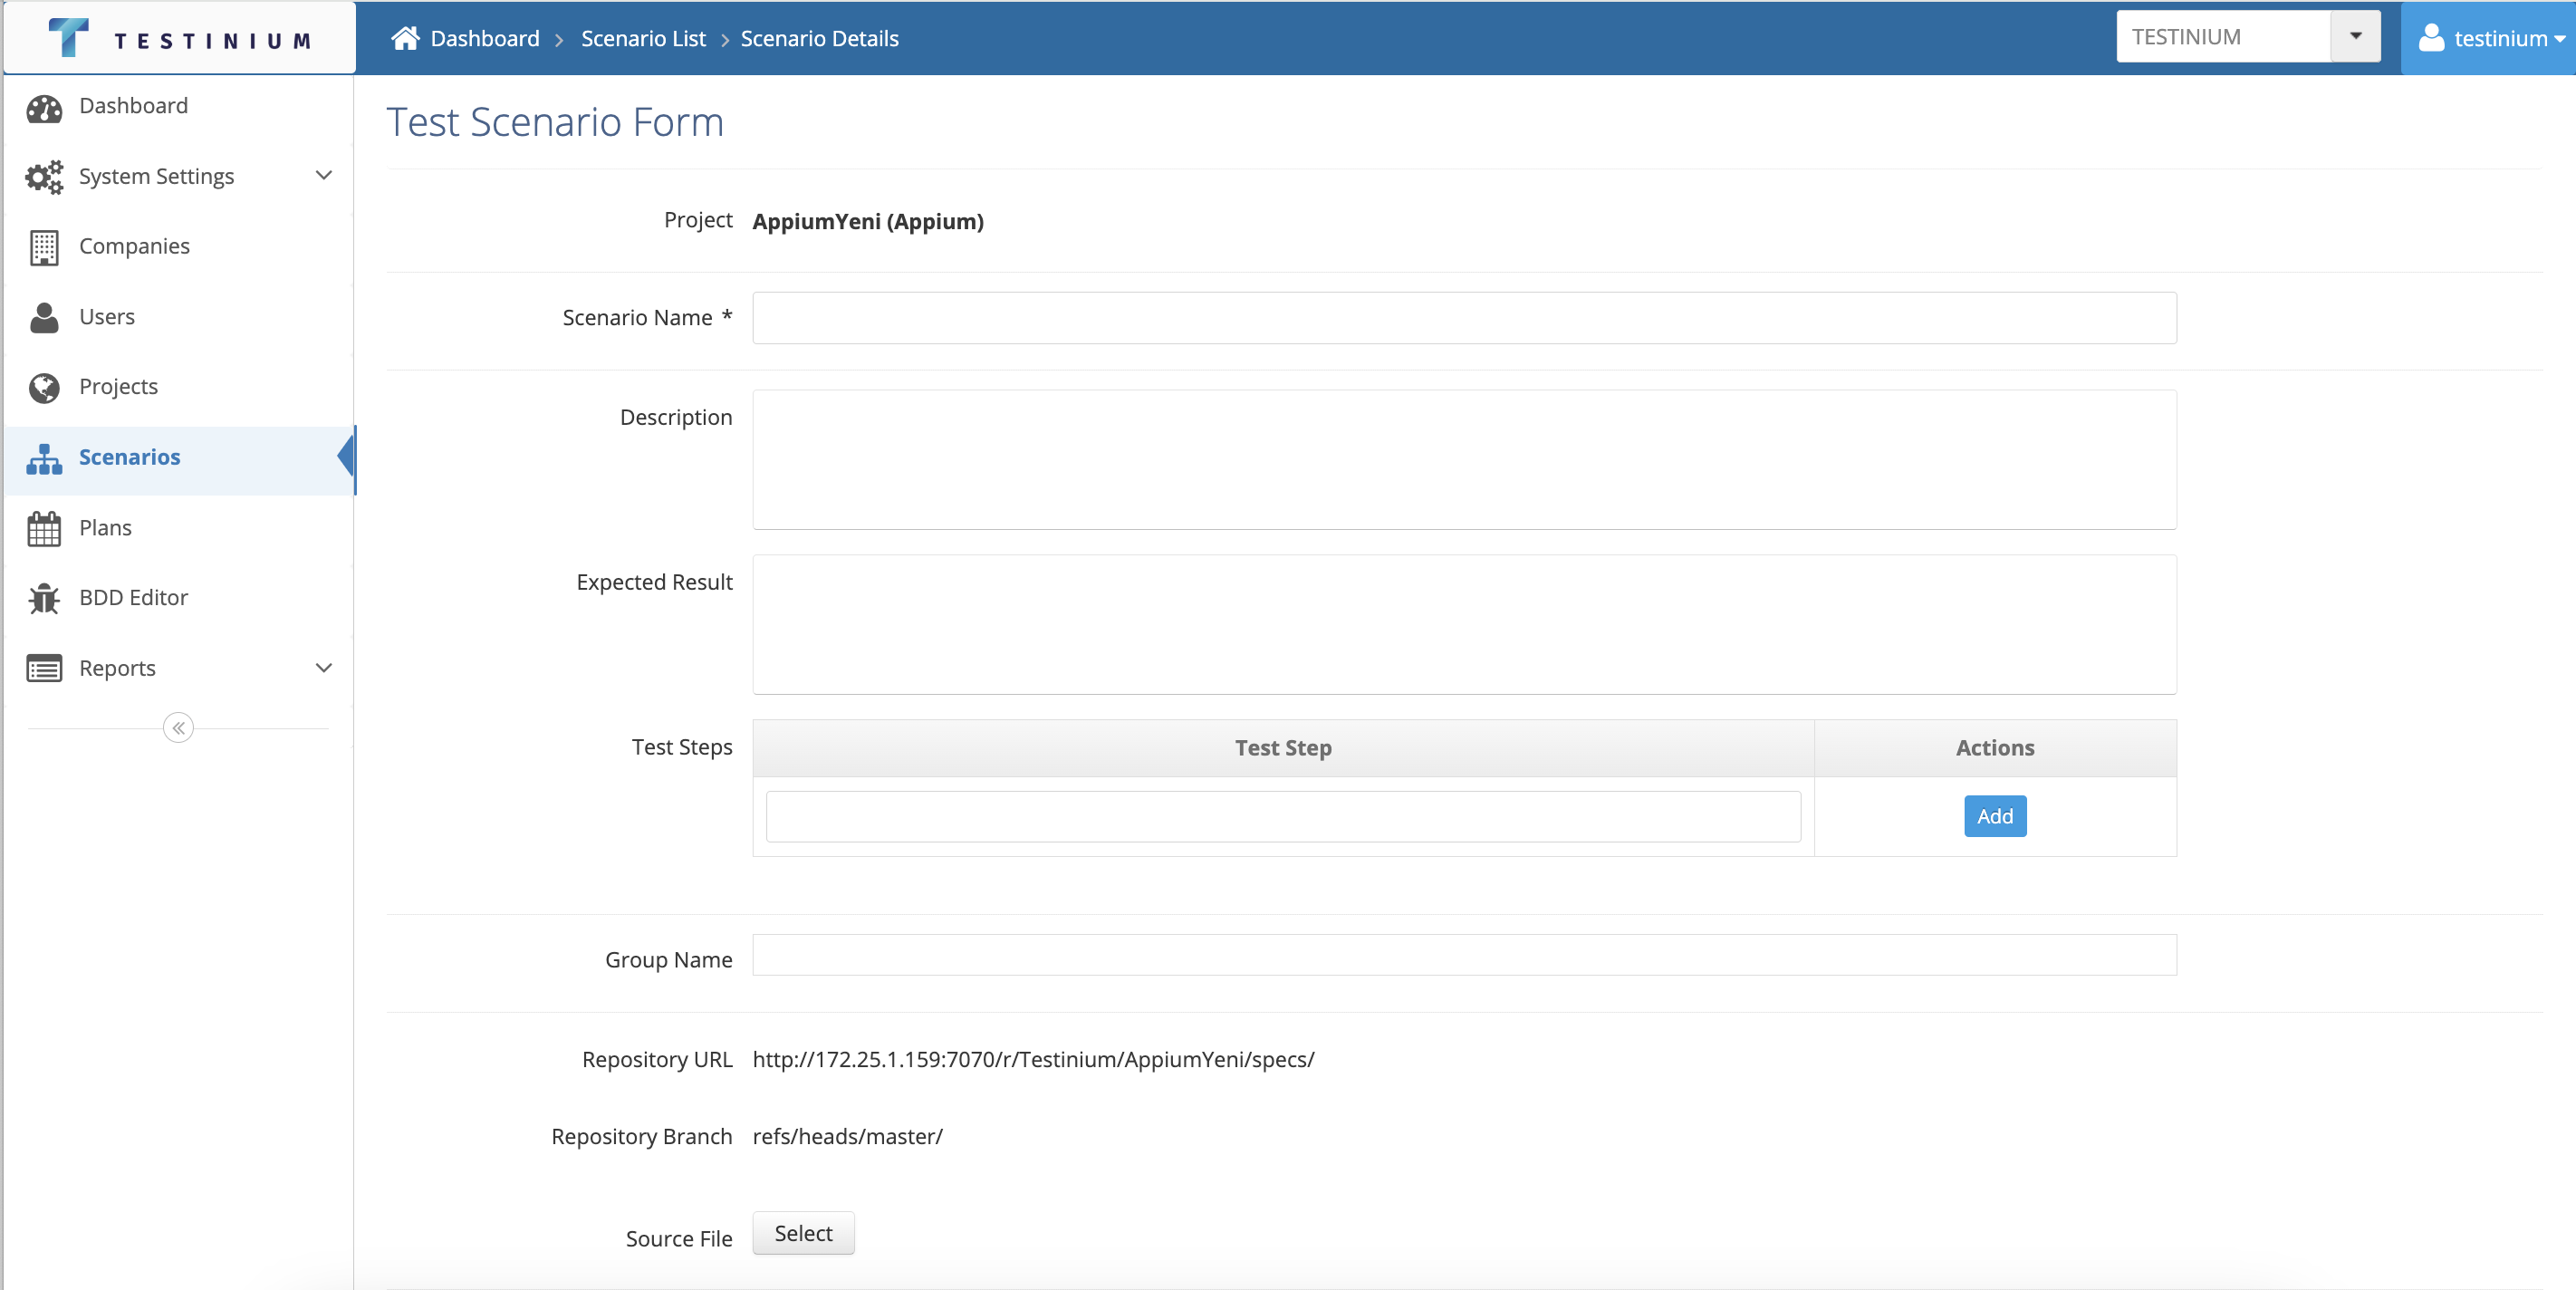 TESTINIUM
Dashboard > Scenario List > Scenario Details
TESTINIUM
testinium
Dashboard
System Settings
Companies
Users
Projects
Scenarios
Plans
BDD Editor
Reports
Test Scenario Form
Project AppiumYeni (Appium)
Scenario Name *
Description
Expected Result
Test Steps
Test Step Actions
Add
Group Name
Repository URL http://172.25.1.159:7070/r/Testinium/AppiumYeni/specs/
Repository Branch refs/heads/master/
Source File Select